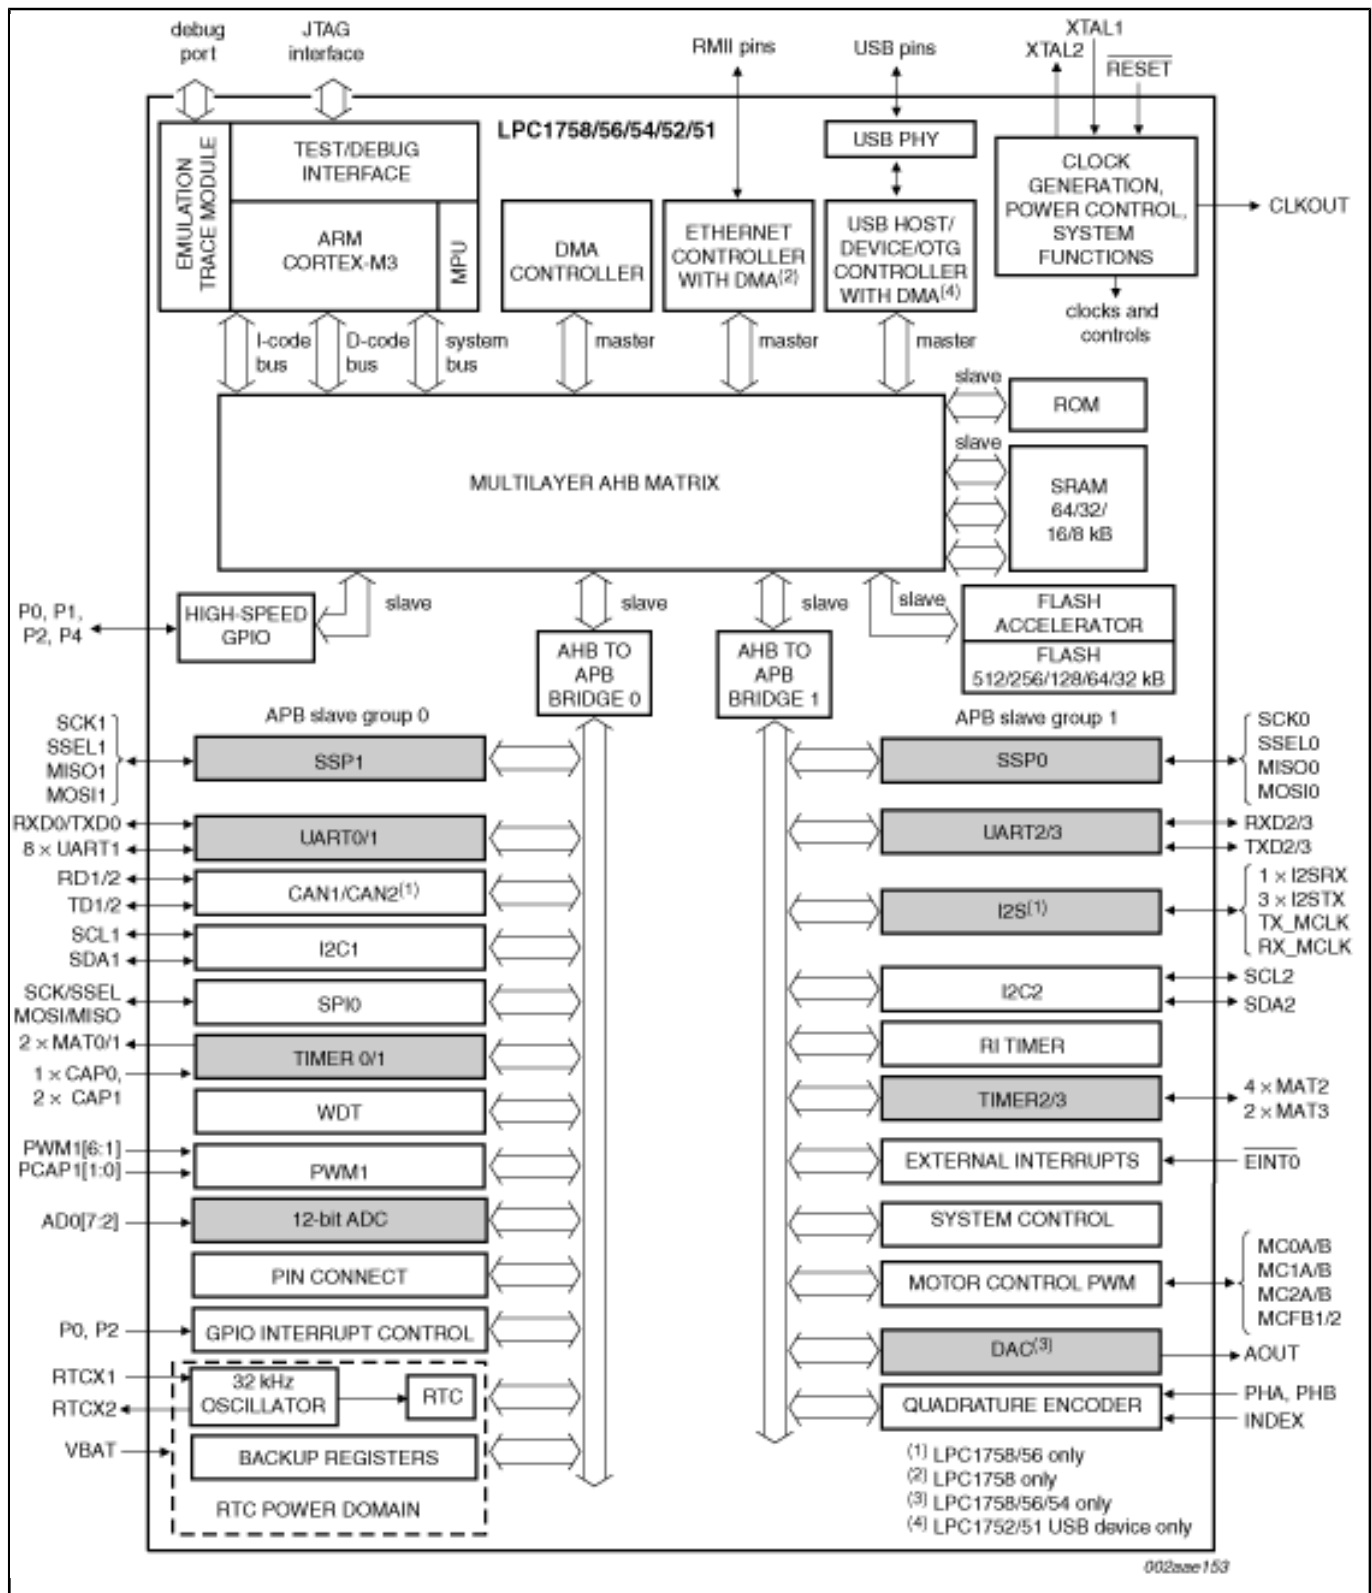 debug
port
JTAG
interface
RMII pins
USB pins
XTAL1
XTAL2
RESET
LPC1758/56/54/52/51
EMULATION
TRACE MODULE
TEST/DEBUG
INTERFACE
ARM
CORTEX-M3
MPU
DMA
CONTROLLER
ETHERNET
CONTROLLER
WITH DMA(2)
USB PHY
USB HOST/
DEVICE/OTG
CONTROLLER
WITH DMA(4)
CLOCK
GENERATION,
POWER CONTROL,
SYSTEM
FUNCTIONS
CLKOUT
clocks and
controls
I-code
bus
D-code
bus
system
bus
master
master
master
slave
ROM
slave
SRAM
64/32/
16/8 kB
MULTILAYER AHB MATRIX
P0, P1,
P2, P4
HIGH-SPEED
GPIO
slave
slave
slave
slave
AHB TO
APB
BRIDGE 0
AHB TO
APB
BRIDGE 1
FLASH
ACCELERATOR
FLASH
512/256/128/64/32 kB
APB slave group 0
SCK1
SSEL1
MISO1
MOSI1
SSP1
RXD0/TXD0
8 × UART1
UART0/1
RD1/2
TD1/2
CAN1/CAN2(1)
SCL1
SDA1
I2C1
SCK/SSEL
MOSI/MISO
SPI0
2 × MAT0/1
1 × CAP0,
2 × CAP1
TIMER 0/1
WDT
PWM1[6:1]
PCAP1[1:0]
PWM1
AD0[7:2]
12-bit ADC
PIN CONNECT
P0, P2
GPIO INTERRUPT CONTROL
RTCX1
RTCX2
32 kHz
OSCILLATOR
RTC
VBAT
BACKUP REGISTERS
RTC POWER DOMAIN
APB slave group 1
SSP0
SCK0
SSEL0
MISO0
MOSI0
UART2/3
RXD2/3
TXD2/3
I2S(1)
1 × I2SRX
3 × I2STX
TX_MCLK
RX_MCLK
I2C2
SCL2
SDA2
RI TIMER
TIMER2/3
4 × MAT2
2 × MAT3
EXTERNAL INTERRUPTS
EINT0
SYSTEM CONTROL
MOTOR CONTROL PWM
MC0A/B
MC1A/B
MC2A/B
MCFB1/2
DAC(3)
AOUT
QUADRATURE ENCODER
PHA, PHB
INDEX
(1) LPC1758/56 only
(2) LPC1758 only
(3) LPC1758/56/54 only
(4) LPC1752/51 USB device only
002aae153